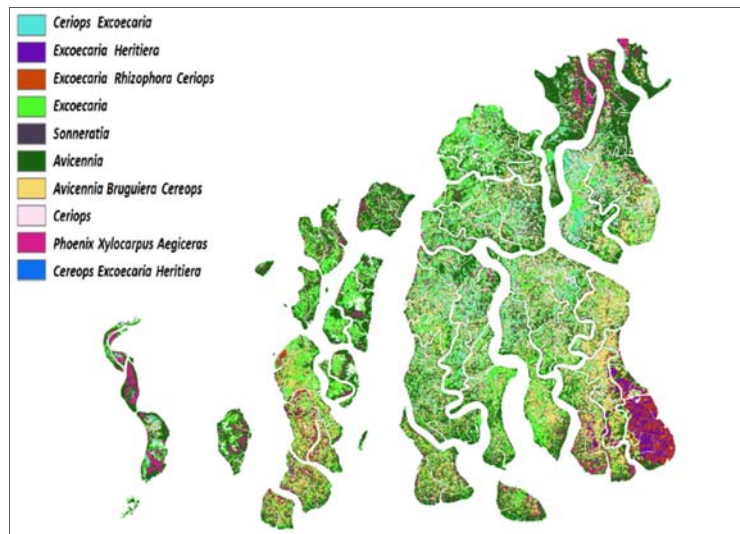 Ceriops Excoecaria
Excoecaria Heritiera
Excoecaria Rhizophora Ceriops
Excoecaria
Sonneratia
Avicennia
Avicennia Bruguiera Cereops
Ceriops
Phoenix Xylocarpus Aegiceras
Cereops Excoecaria Heritiera